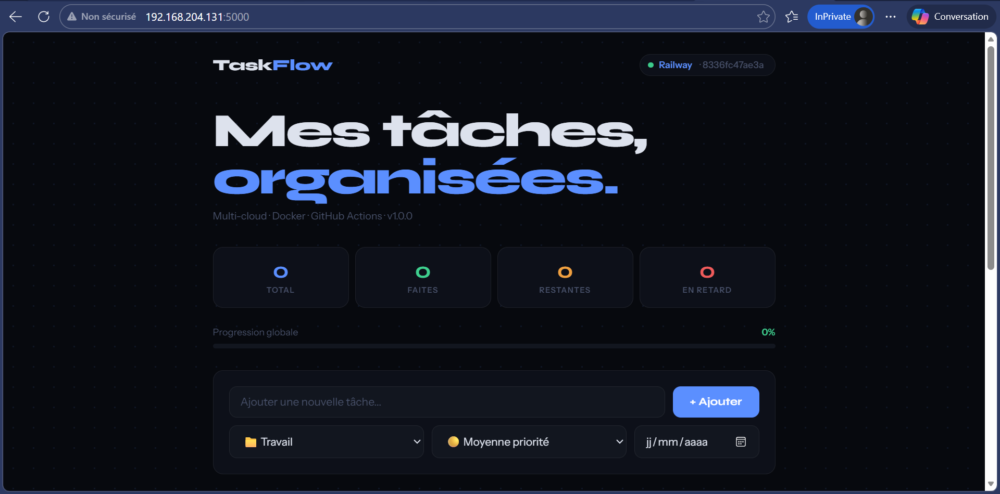 Non sécurisé 192.168.204.131:5000 InPrivate Conversation
TaskFlow
Railway · 8336fc47ae3a
Mes tâches,
organisées.
Multi-cloud · Docker · GitHub Actions · v1.0.0
0 TOTAL
0 FAITES
0 RESTANTES
0 EN RETARD
Progression globale 0%
Ajouter une nouvelle tâche... + Ajouter
Travail Moyenne priorité jj/mm/aaaa